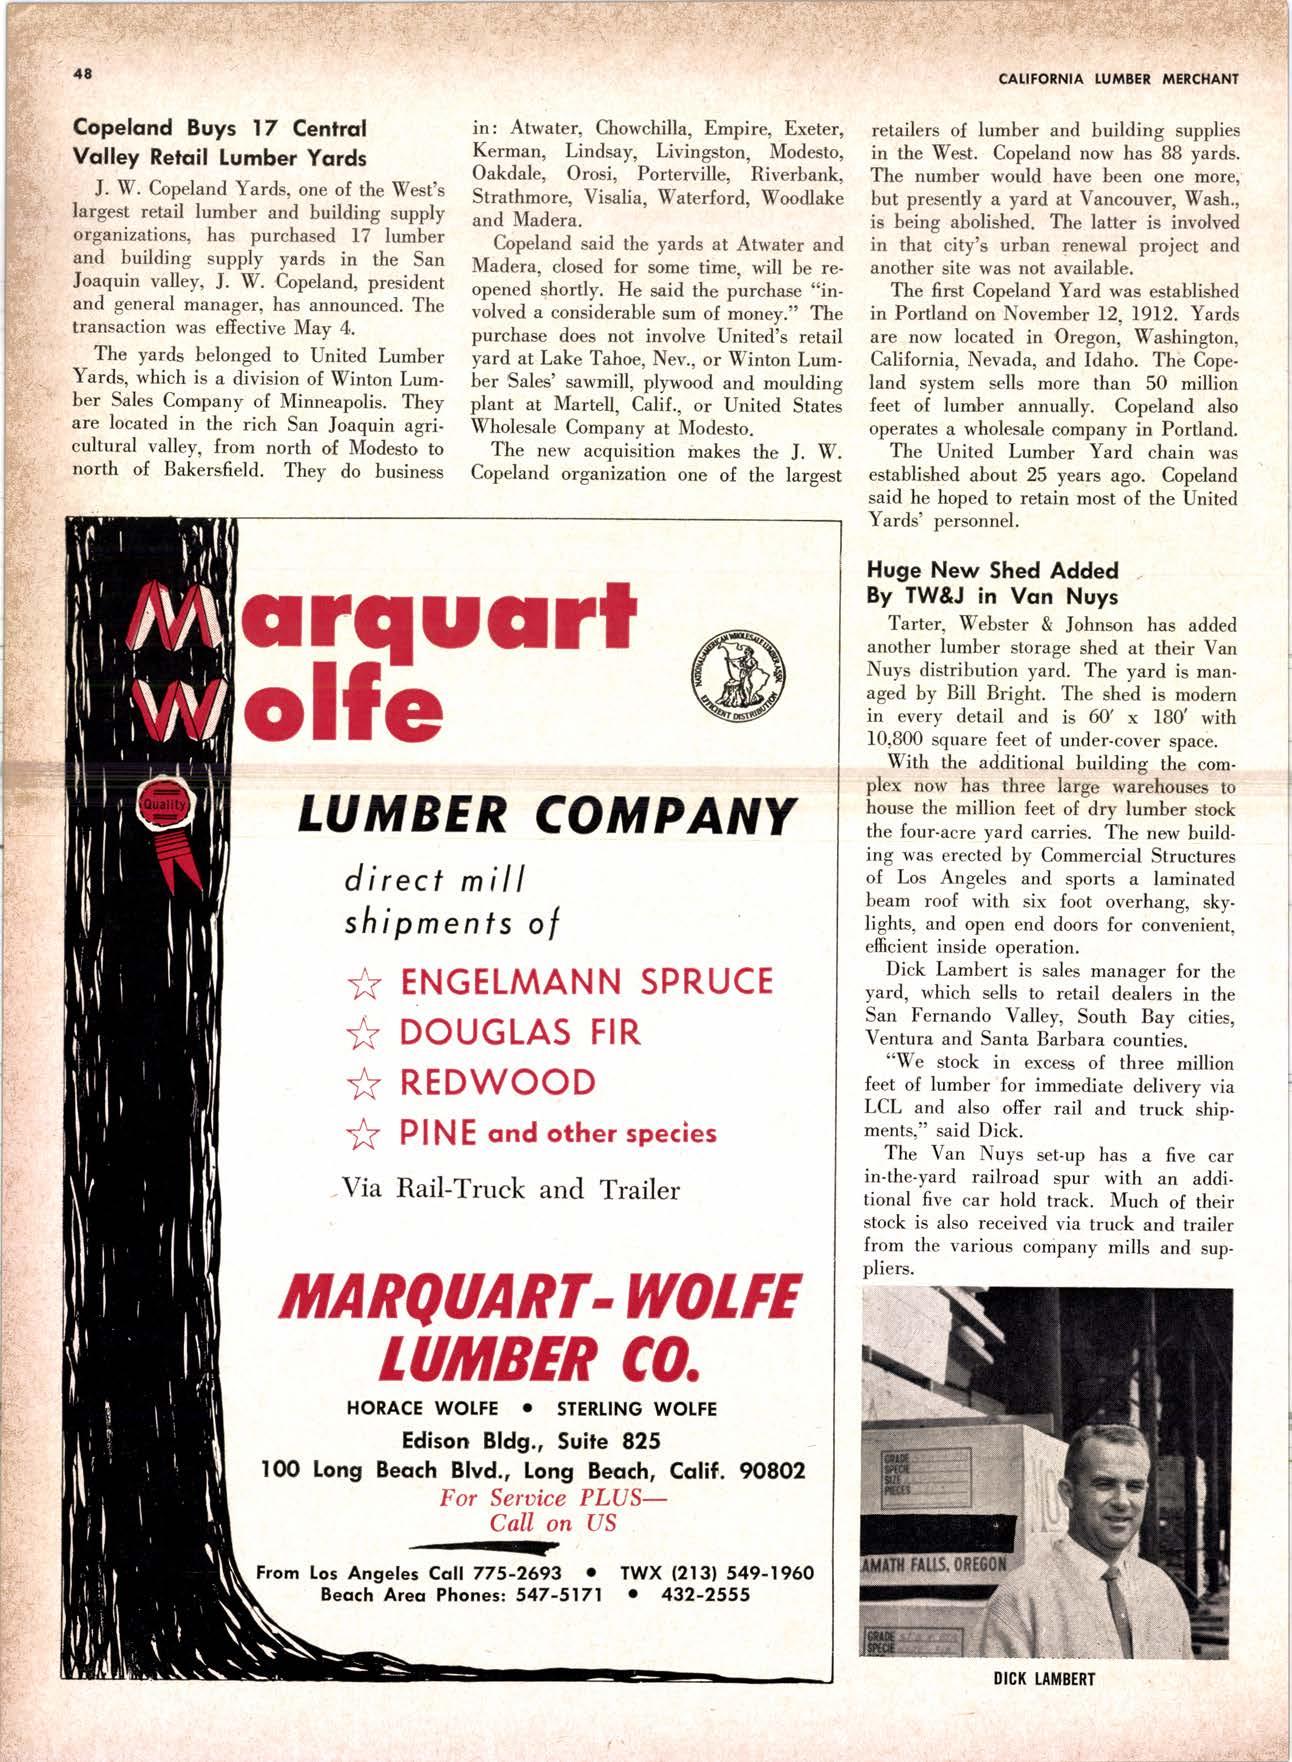 48
CALIFORNIA LUMBER MERCHANT
Copeland Buys 17 Central
Valley Retail Lumber Yards
J. W. Copeland Yards, one of the West's
largest retail lumber and building supply
organizations, has purchased 17 lumber
and building supply yards in the San
Joaquin valley, J. W. Copeland, president
and general manager, has announced. The
transaction was effective May 4.
The yards belonged to United Lumber
Yards, which is a division of Winton Lum-
ber Sales Company of Minneapolis. They
are located in the rich San Joaquin agri-
cultural valley, from north of Modesto to
north of Bakersfield. They do business
in: Atwater, Chowchilla, Empire, Exeter,
Kerman, Lindsay, Livingston, Modesto,
Oakdale, Orosi, Porterville, Riverbank,
Strathmore, Visalia, Waterford, Woodlake
and Madera.
Copeland said the yards at Atwater and
Madera, closed for some time, will be re-
opened shortly. He said the purchase "in-
volved a considerable sum of money." The
purchase does not involve United's retail
yard at Lake Tahoe, Nev., or Winton Lum-
ber Sales' sawmill, plywood and moulding
plant at Martell, Calif., or United States
Wholesale Company at Modesto.
The new acquisition makes the J. W.
Copeland organization one of the largest
retailers of lumber and building supplies
in the West. Copeland now has 88 yards.
The number would have been one more,
but presently a yard at Vancouver, Wash.,
is being abolished. The latter is involved
in that city's urban renewal project and
another site was not available.
The first Copeland Yard was established
in Portland on November 12, 1912. Yards
are now located in Oregon, Washington,
California, Nevada, and Idaho. The Cope-
land system sells more than 50 million
feet of lumber annually. Copeland also
operates a wholesale company in Portland.
The United Lumber Yard chain was
established about 25 years ago. Copeland
said he hoped to retain most of the United
Yards' personnel.
Huge New Shed Added
By TW&J in Van Nuys
Tarter, Webster & Johnson has added
another lumber storage shed at their Van
Nuys distribution yard. The yard is man-
aged by Bill Bright. The shed is modern
in every detail and is 60' x 180' with
10,800 square feet of under-cover space.
With the additional building the com-
plex now has three large warehouses to
house the million feet of dry lumber stock
the four-acre yard carries. The new build-
ing was erected by Commercial Structures
of Los Angeles and sports a laminated
beam roof with six foot overhang, sky-
lights, and open end doors for convenient,
efficient inside operation.
Dick Lambert is sales manager for the
yard, which sells to retail dealers in the
San Fernando Valley, South Bay cities,
Ventura and Santa Barbara counties.
"We stock in excess of three million
feet of lumber for immediate delivery via
LCL and also offer rail and truck ship-
ments," said Dick.
The Van Nuys set-up has a five car
in-the-yard railroad spur with an addi-
tional five car hold track. Much of their
stock is also received via truck and trailer
from the various company mills and sup-
pliers.
GRADE
SPECIE
SIZE
PIECES
AMATH FALLS, OREGON
GRADE
SPECIE
DICK LAMBERT
Marquart
Wolfe
NATIONAL-AMERICAN WHOLESALE LUMBER ASSN.
EFFICIENT DISTRIBUTION
Quality
LUMBER COMPANY
direct mill
shipments of
☆ ENGELMANN SPRUCE
☆ DOUGLAS FIR
☆ REDWOOD
☆ PINE and other species
Via Rail-Truck and Trailer
MARQUART-WOLFE
LUMBER CO.
HORACE WOLFE • STERLING WOLFE
Edison Bldg., Suite 825
100 Long Beach Blvd., Long Beach, Calif. 90802
For Service PLUS—
Call on US
From Los Angeles Call 775-2693 • TWX (213) 549-1960
Beach Area Phones: 547-5171 • 432-2555